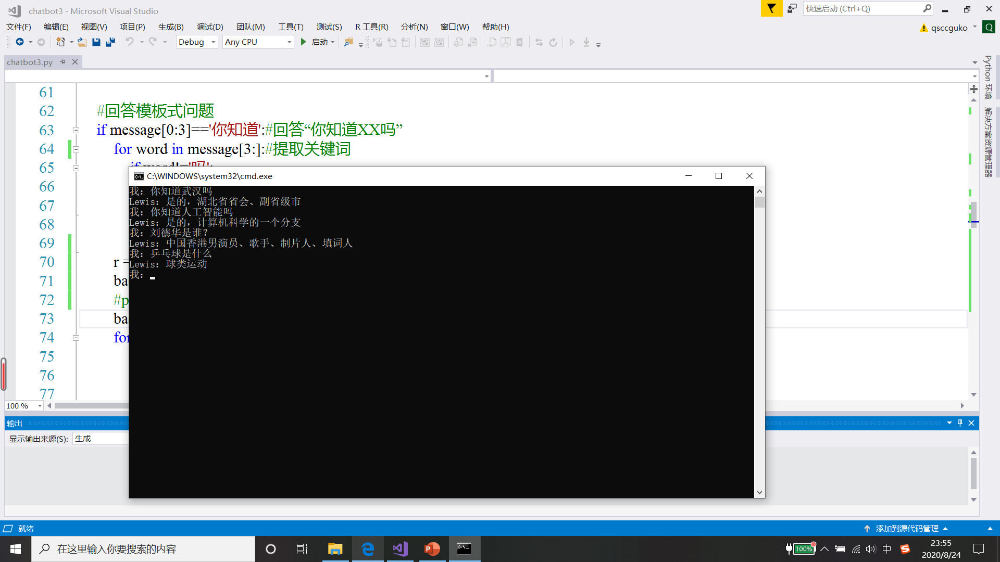 chatbot3 - Microsoft Visual Studio
快速启动 (Ctrl+Q)
文件(F) 编辑(E) 视图(V) 项目(P) 生成(B) 调试(D) 团队(M) 工具(T) 测试(S) R 工具(R) 分析(N) 窗口(W) 帮助(H)
qsccguko
Q
Debug Any CPU 启动
chatbot3.py
Python 环境
解决方案资源管理器
61
62 #回答模板式问题
63 if message[0:3]=='你知道':#回答“你知道XX吗”
64 for word in message[3:]:#提取关键词
65 if word!='吗':
66
67
68
69
70 r =
71 ba
72 #p
73 ba
74 for
75
76
77
C:\WINDOWS\system32\cmd.exe
我: 你知道武汉吗
Lewis: 是的，湖北省省会、副省级市
我: 你知道人工智能吗
Lewis: 是的，计算机科学的一个分支
我: 刘德华是谁?
Lewis: 中国香港男演员、歌手、制片人、填词人
我: 乒乓球是什么
Lewis: 球类运动
我:
100 %
输出
显示输出来源(S): 生成
就绪
添加到源代码管理
在这里输入你要搜索的内容
100%
中
23:55
2020/8/24